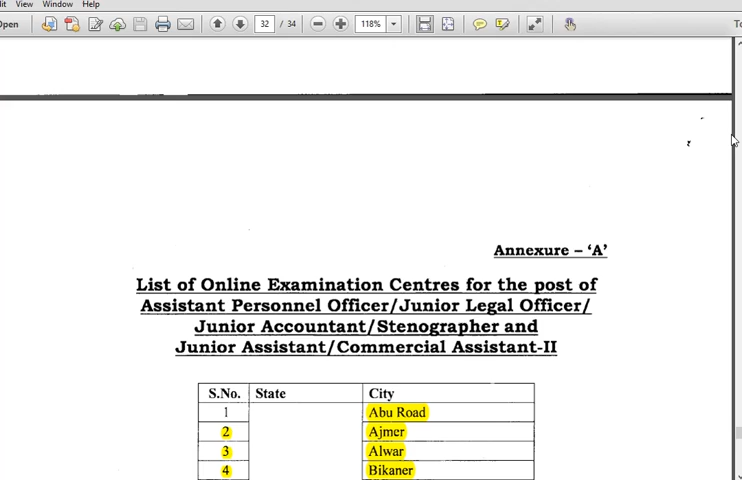 View Window Help
Open 32 / 34 118%
Annexure – 'A'
List of Online Examination Centres for the post of
Assistant Personnel Officer/Junior Legal Officer/
Junior Accountant/Stenographer and
Junior Assistant/Commercial Assistant-II
S.No. State City
1 Abu Road
2 Ajmer
3 Alwar
4 Bikaner